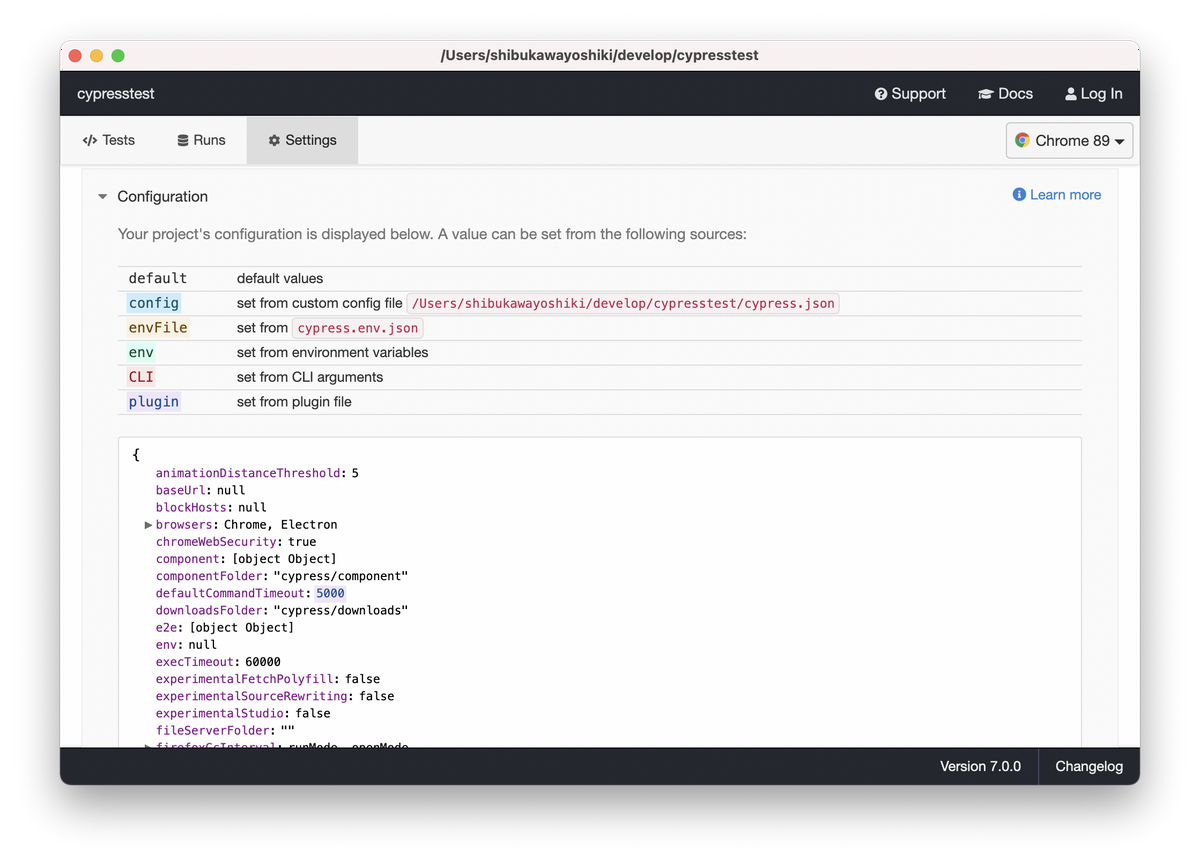 /Users/shibukawayoshiki/develop/cypresstest
cypresstest Support Docs Log In
Tests Runs Settings Chrome 89
Configuration Learn more
Your project's configuration is displayed below. A value can be set from the following sources:
default default values
config set from custom config file /Users/shibukawayoshiki/develop/cypresstest/cypress.json
envFile set from cypress.env.json
env set from environment variables
CLI set from CLI arguments
plugin set from plugin file
{
animationDistanceThreshold: 5
baseUrl: null
blockHosts: null
browsers: Chrome, Electron
chromeWebSecurity: true
component: [object Object]
componentFolder: "cypress/component"
defaultCommandTimeout: 5000
downloadsFolder: "cypress/downloads"
e2e: [object Object]
env: null
execTimeout: 60000
experimentalFetchPolyfill: false
experimentalSourceRewriting: false
experimentalStudio: false
fileServerFolder: ""
firefoxGcInterval: runMode, openMode
Version 7.0.0 Changelog